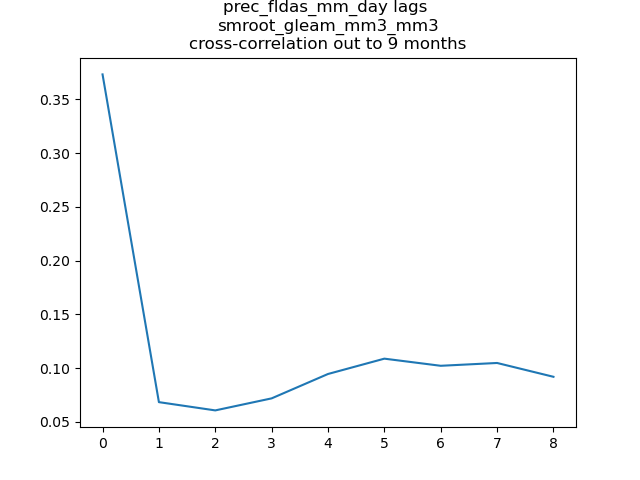 prec_fldas_mm_day lags
smroot_gleam_mm3_mm3
cross-correlation out to 9 months
0.35
0.30
0.25
0.20
0.15
0.10
0.05
0 1 2 3 4 5 6 7 8